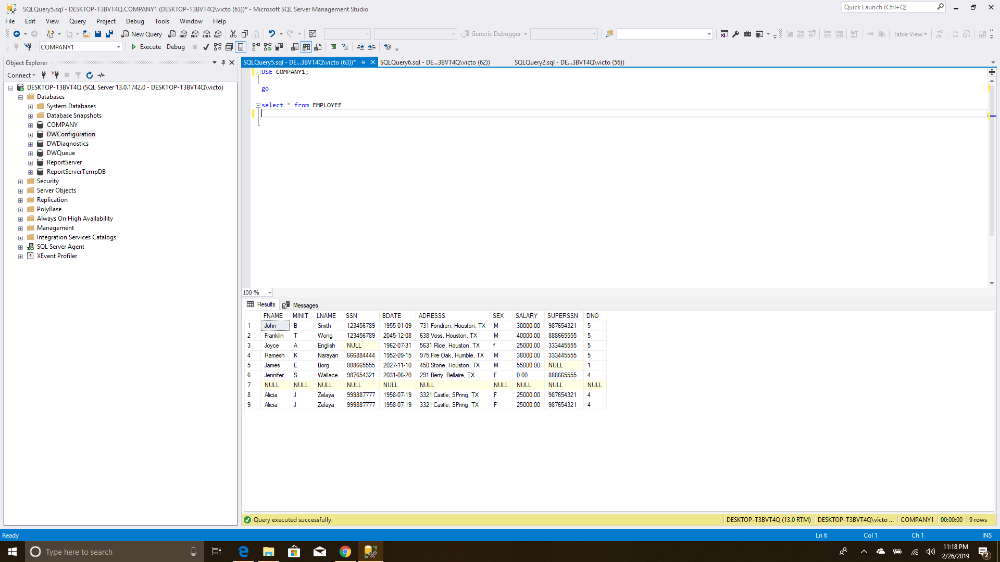 SQLQuery5.sql - DESKTOP-T3BVT4Q.COMPANY1 (DESKTOP-T3BVT4Q\victo (63))* - Microsoft SQL Server Management Studio
Quick Launch (Ctrl+Q)
File Edit View Query Project Debug Tools Window Help
New Query MDX DMX XMLA DAX Generic Debugger Table View
COMPANY1 Execute Debug
Object Explorer
Connect
DESKTOP-T3BVT4Q (SQL Server 13.0.1742.0 - DESKTOP-T3BVT4Q\victo)
Databases
System Databases
Database Snapshots
COMPANY
DWConfiguration
DWDiagnostics
DWQueue
ReportServer
ReportServerTempDB
Security
Server Objects
Replication
PolyBase
Always On High Availability
Management
Integration Services Catalogs
SQL Server Agent
XEvent Profiler
SQLQuery5.sql - DE...3BVT4Q\victo (63))* SQLQuery6.sql - DE...3BVT4Q\victo (62)) SQLQuery2.sql - DE...3BVT4Q\victo (56))
USE COMPANY1;
go
select * from EMPLOYEE
100 %
Results Messages
FNAME MINIT LNAME SSN BDATE ADRESSS SEX SALARY SUPERSSN DNO
1 John B Smith 123456789 1955-01-09 731 Fondren, Houston, TX M 30000.00 987654321 5
2 Franklin T Wong 123456789 2045-12-08 638 Voss, Houston, TX M 40000.00 888665555 5
3 Joyce A English NULL 1962-07-31 5631 Rice, Houston, TX f 25000.00 333445555 5
4 Ramesh K Narayan 666884444 1952-09-15 975 Fire Oak, Humble, TX M 38000.00 333445555 5
5 James E Borg 888665555 2027-11-10 450 Stone, Houston, TX M 55000.00 NULL 1
6 Jennifer S Wallace 987654321 2031-06-20 291 Berry, Bellaire, TX F 0.00 888665555 4
7 NULL NULL NULL NULL NULL NULL NULL NULL NULL NULL
8 Alicia J Zelaya 999887777 1958-07-19 3321 Castle, SPring, TX F 25000.00 987654321 4
9 Alicia J Zelaya 999887777 1958-07-19 3321 Castle, SPring, TX F 25000.00 987654321 4
Query executed successfully. DESKTOP-T3BVT4Q (13.0 RTM) DESKTOP-T3BVT4Q\victo ... COMPANY1 00:00:00 9 rows
Ready Ln 6 Col 1 Ch 1 INS
Type here to search
11:18 PM
2/26/2019
2